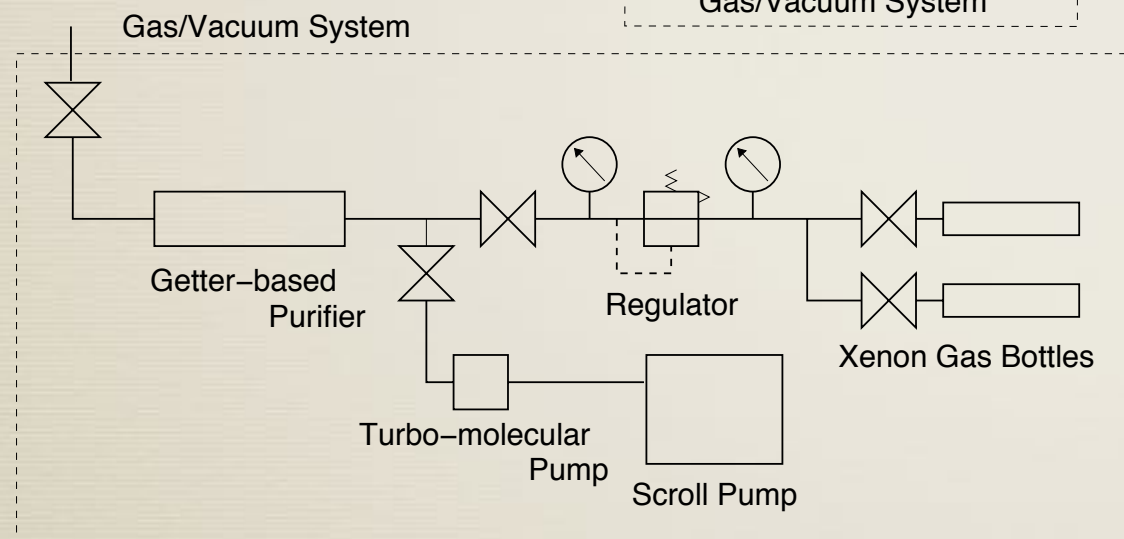 Gas/Vacuum System
Gas/Vacuum System
Getter−based
Purifier
Regulator
Xenon Gas Bottles
Turbo−molecular
Pump
Scroll Pump